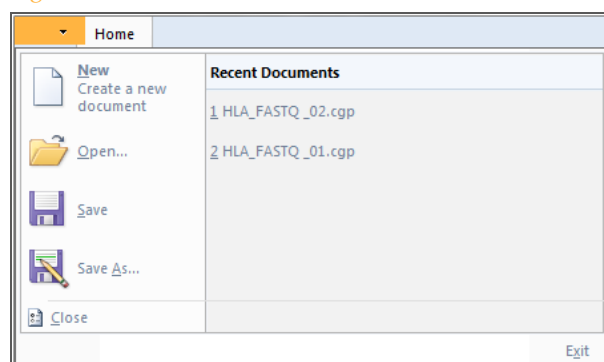 Home
New
Create a new
document
Open...
Save
Save As...
Close
Recent Documents
1 HLA_FASTQ _02.cgp
2 HLA_FASTQ _01.cgp
Exit